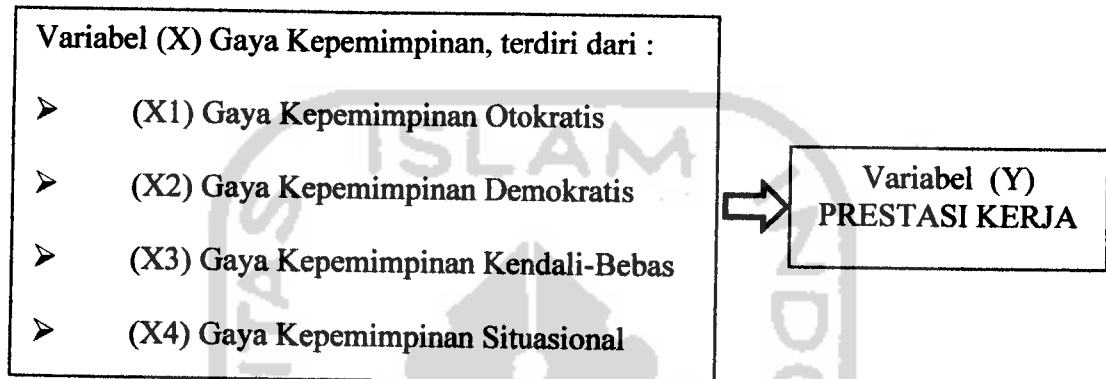 Variabel (X) Gaya Kepemimpinan, terdiri dari :
➢ (X1) Gaya Kepemimpinan Otokratis
➢ (X2) Gaya Kepemimpinan Demokratis
➢ (X3) Gaya Kepemimpinan Kendali-Bebas
➢ (X4) Gaya Kepemimpinan Situasional
Variabel (Y)
PRESTASI KERJA
ISLAM